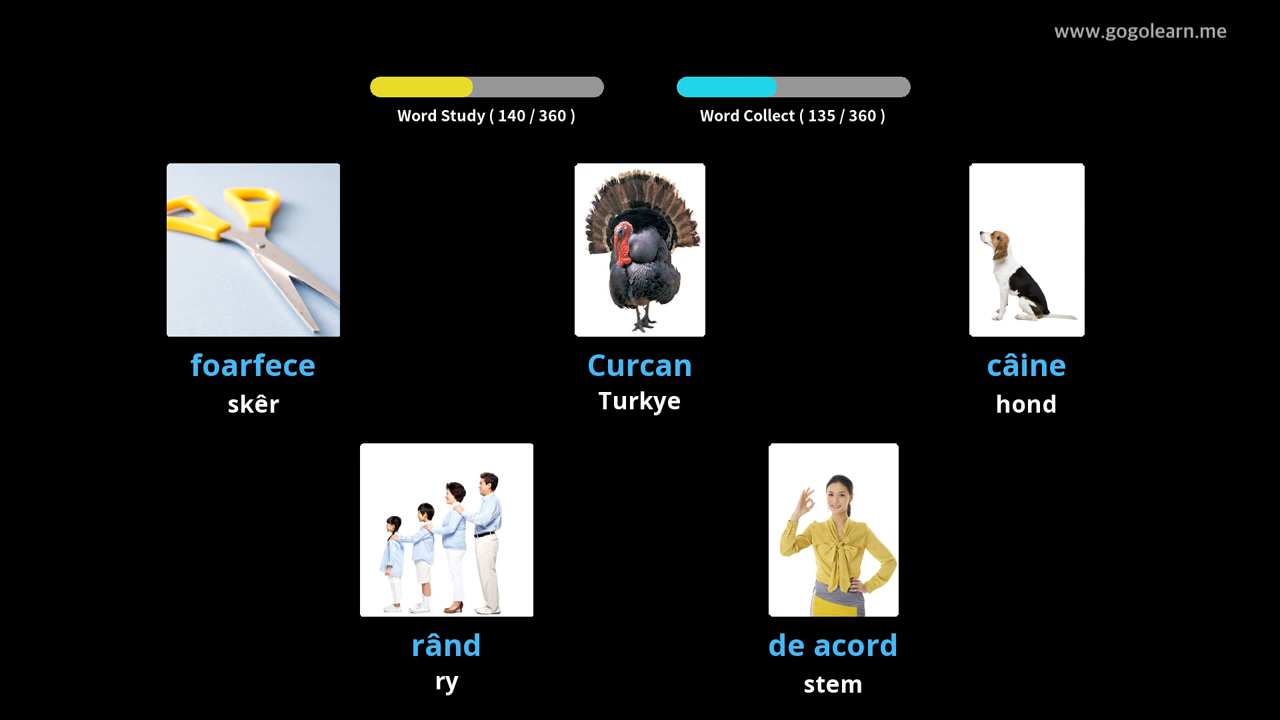 www.gogolearn.me
Word Study ( 140 / 360 )
Word Collect ( 135 / 360 )
foarfece
skêr
Curcan
Turkye
câine
hond
rând
ry
de acord
stem